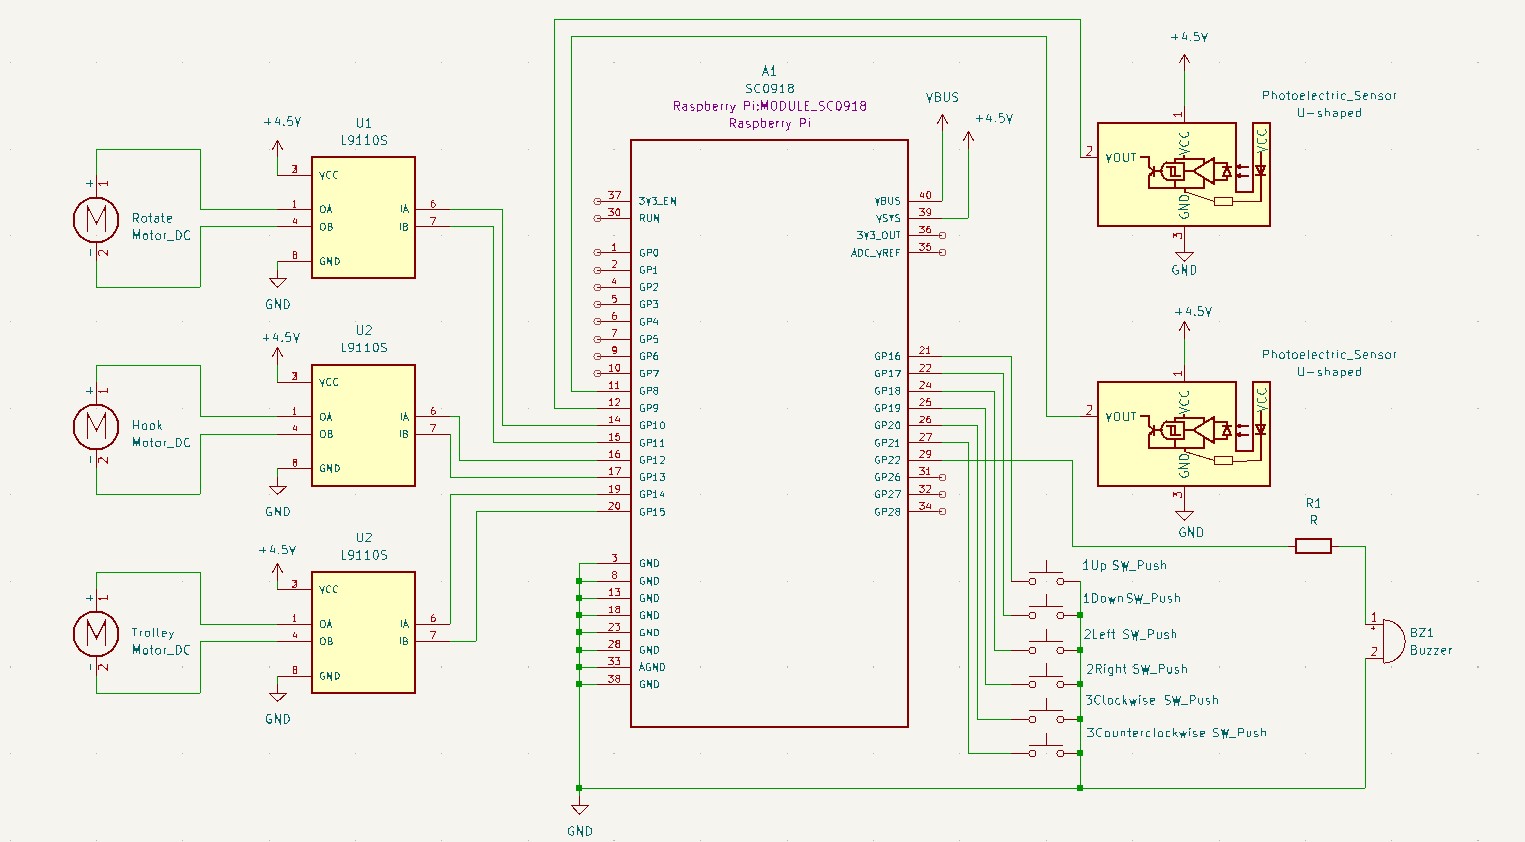 A1
SC0918
Raspberry Pi:MODULE_SC0918
Raspberry Pi
37
3V3_EN
30
RUN
1
GP0
2
GP1
4
GP2
5
GP3
6
GP4
7
GP5
9
GP6
10
GP7
11
GP8
12
GP9
14
GP10
15
GP11
16
GP12
17
GP13
19
GP14
20
GP15
3
GND
8
GND
13
GND
18
GND
23
GND
28
GND
33
AGND
38
GND
VBUS
40
VSYS
39
3V3_OUT
36
ADC_VREF
35
GP16
21
GP17
22
GP18
24
GP19
25
GP20
26
GP21
27
GP22
29
GP26
31
GP27
32
GP28
34
VBUS
+4.5V
GND
+4.5V
U1
L9110S
VCC
1
OA
4
OB
8
GND
IA
6
IB
7
GND
+
1
M
-
2
Rotate
Motor_DC
+4.5V
U2
L9110S
VCC
1
OA
4
OB
8
GND
IA
6
IB
7
GND
+
1
M
-
2
Hook
Motor_DC
+4.5V
U2
L9110S
VCC
1
OA
4
OB
8
GND
IA
6
IB
7
GND
+
1
M
-
2
Trolley
Motor_DC
+4.5V
Photoelectric_Sensor
U-shaped
1
VCC
VCC
2
VOUT
GND
3
GND
+4.5V
Photoelectric_Sensor
U-shaped
1
VCC
VCC
2
VOUT
GND
3
GND
R1
R
1Up SW_Push
1DownSW_Push
2Left SW_Push
2Right SW_Push
3Clockwise SW_Push
3Counterclockwise SW_Push
1
+
2
BZ1
Buzzer